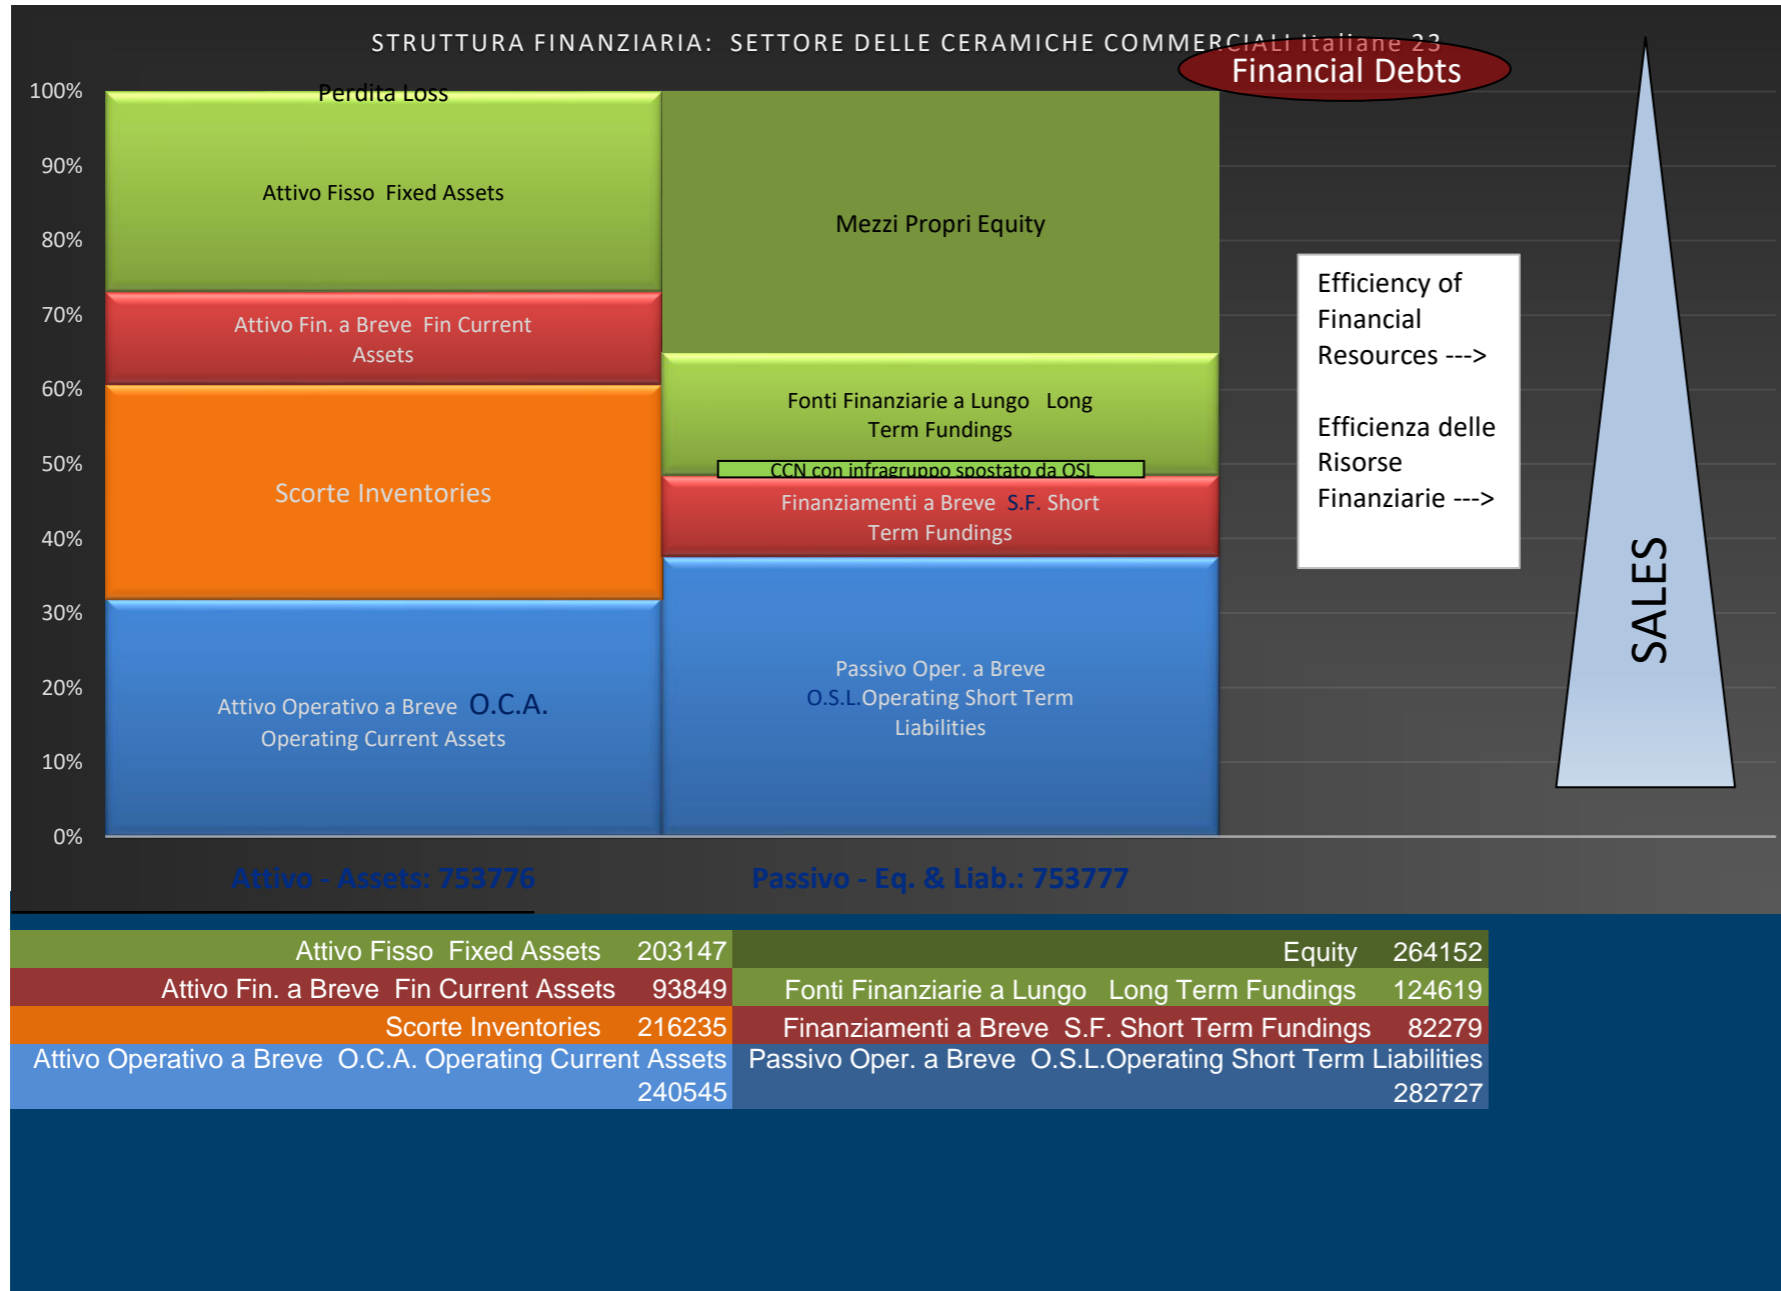 STRUTTURA FINANZIARIA: SETTORE DELLE CERAMICHE COMMERCIALI Italiane 23
Financial Debts
100%
90%
80%
70%
60%
50%
40%
30%
20%
10%
0%
Perdita Loss
Attivo Fisso Fixed Assets
Attivo Fin. a Breve Fin Current
Assets
Scorte Inventories
Attivo Operativo a Breve O.C.A.
Operating Current Assets
Mezzi Propri Equity
Fonti Finanziarie a Lungo Long
Term Fundings
CCN con infragruppo spostato da OSL
Finanziamenti a Breve S.F. Short
Term Fundings
Passivo Oper. a Breve
O.S.L.Operating Short Term
Liabilities
Efficiency of
Financial
Resources --->
Efficienza delle
Risorse
Finanziarie --->
SALES
Attivo - Assets: 753776
Passivo - Eq. & Liab.: 753777
Attivo Fisso Fixed Assets 203147
Equity 264152
Attivo Fin. a Breve Fin Current Assets 93849
Fonti Finanziarie a Lungo Long Term Fundings 124619
Scorte Inventories 216235
Finanziamenti a Breve S.F. Short Term Fundings 82279
Attivo Operativo a Breve O.C.A. Operating Current Assets
240545
Passivo Oper. a Breve O.S.L.Operating Short Term Liabilities
282727